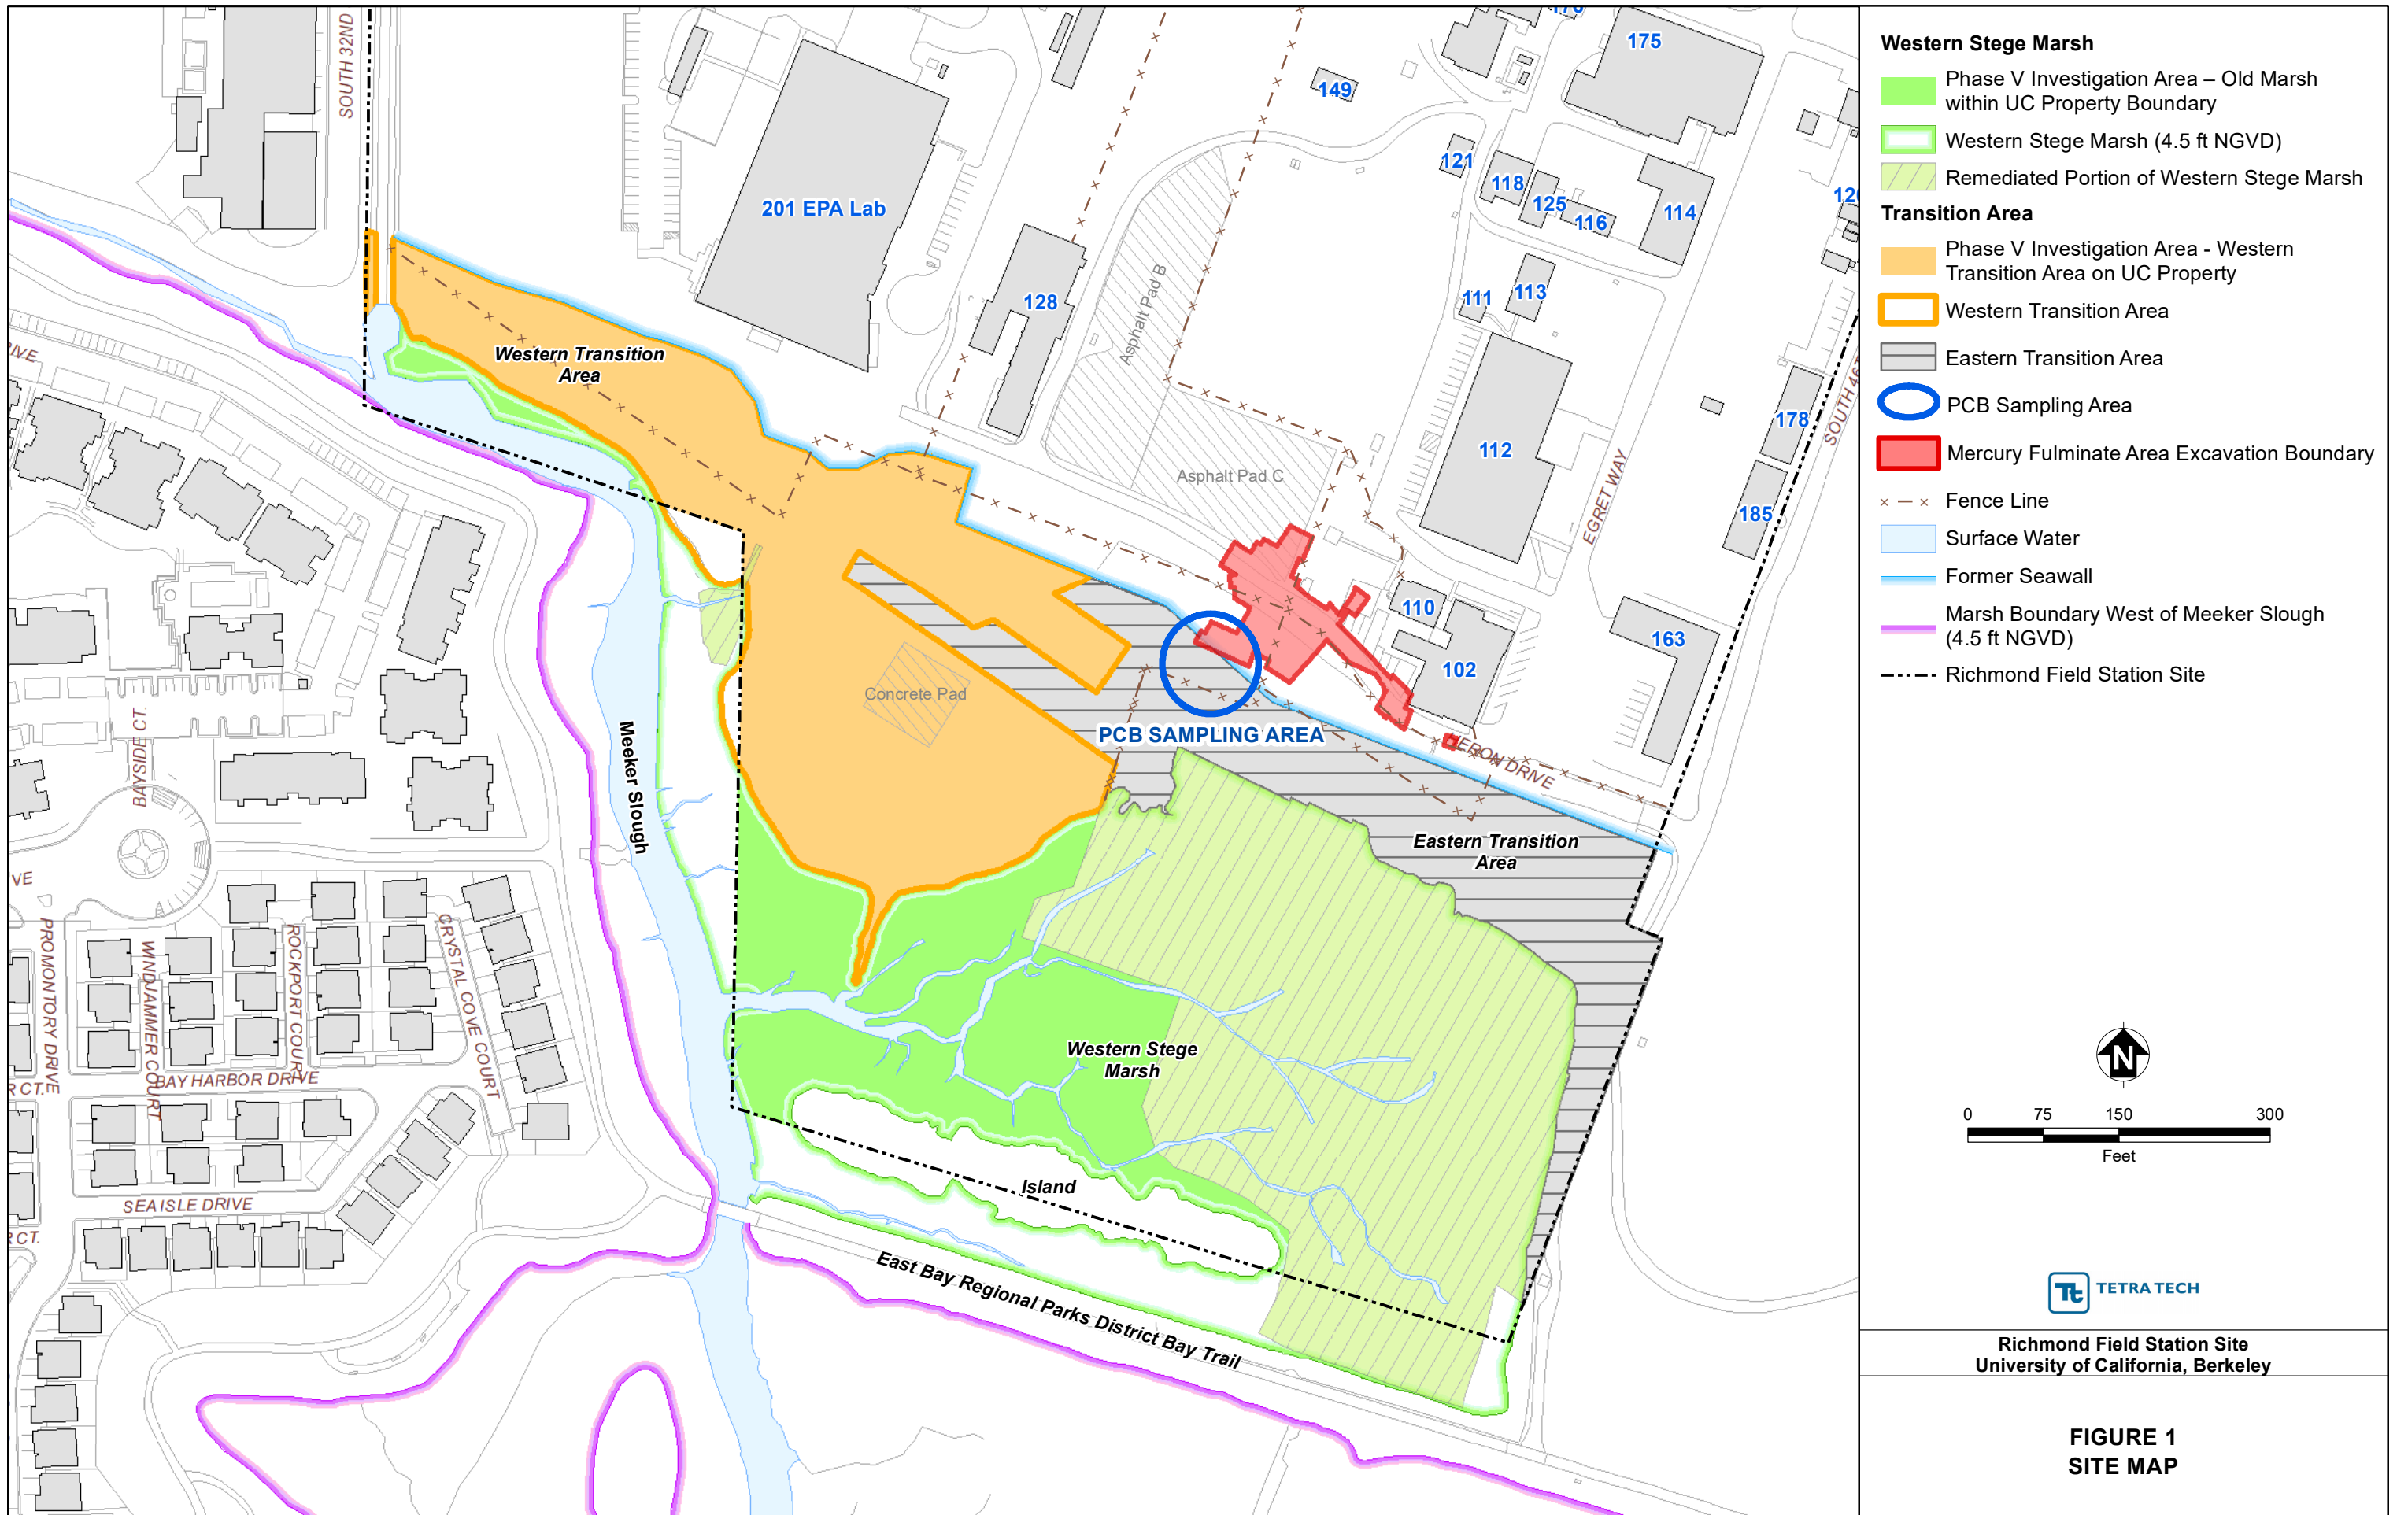 SOUTH 32ND
175
149
121
118
125
116
114
201 EPA Lab
128
Asphalt Pad B
111
113
Western Transition
Area
178
112
Asphalt Pad C
EGRET WAY
185
110
163
102
Concrete Pad
PCB SAMPLING AREA
BAYSIDE CT.
Meeker Slough
Eastern Transition
Area
PROMONTORY DRIVE
WINDJAMMER COURT
ROCKPORT COURT
CRYSTAL COVE COURT
BAY HARBOR DRIVE
Western Stege
Marsh
Island
SEA ISLE DRIVE
East Bay Regional Parks District Bay Trail
Western Stege Marsh
Phase V Investigation Area – Old Marsh
within UC Property Boundary
Western Stege Marsh (4.5 ft NGVD)
Remediated Portion of Western Stege Marsh
Transition Area
Phase V Investigation Area - Western
Transition Area on UC Property
Western Transition Area
Eastern Transition Area
PCB Sampling Area
Mercury Fulminate Area Excavation Boundary
Fence Line
Surface Water
Former Seawall
Marsh Boundary West of Meeker Slough
(4.5 ft NGVD)
Richmond Field Station Site
N
0 75 150 300
Feet
Tt TETRA TECH
Richmond Field Station Site
University of California, Berkeley
FIGURE 1
SITE MAP